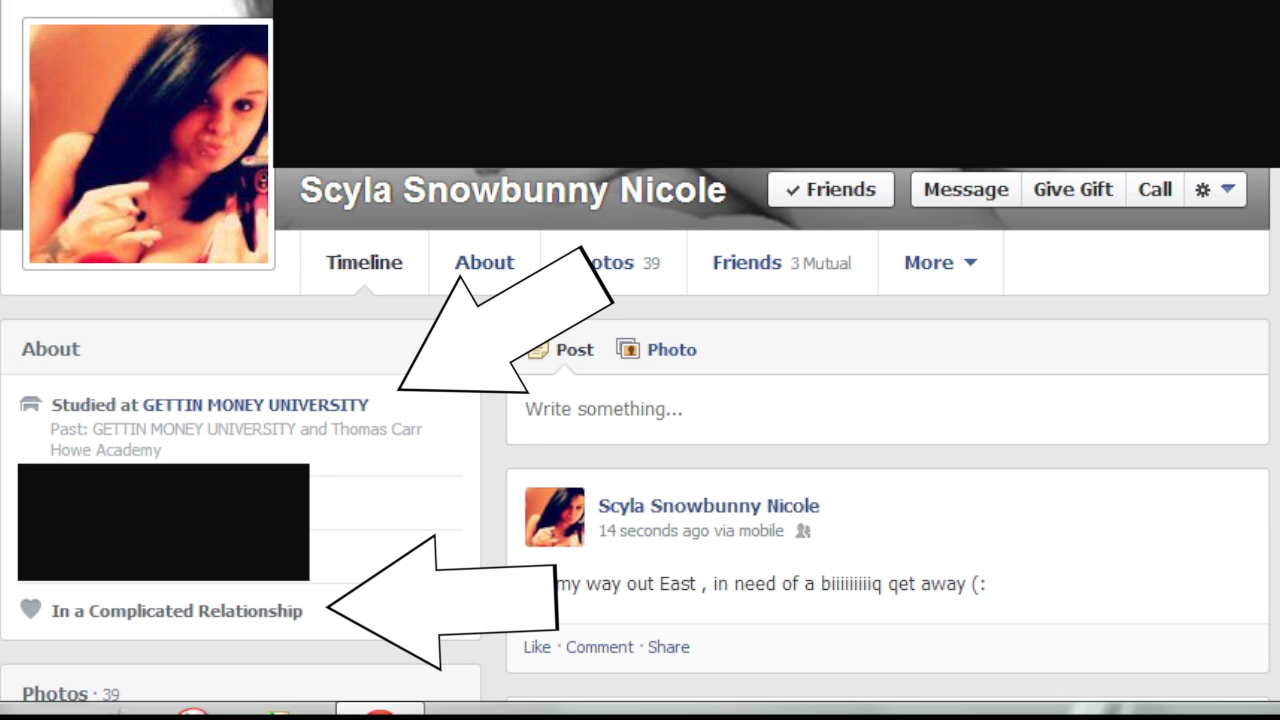 Scyla Snowbunny Nicole
Friends
Message Give Gift Call
Timeline About otos 39 Friends 3 Mutual More
About
Studied at GETTIN MONEY UNIVERSITY
Past: GETTIN MONEY UNIVERSITY and Thomas Carr
Howe Academy
In a Complicated Relationship
Photos · 39
Post Photo
Write something...
Scyla Snowbunny Nicole
14 seconds ago via mobile
my way out East , in need of a biiiiiiiiiq qet away (:
Like · Comment · Share